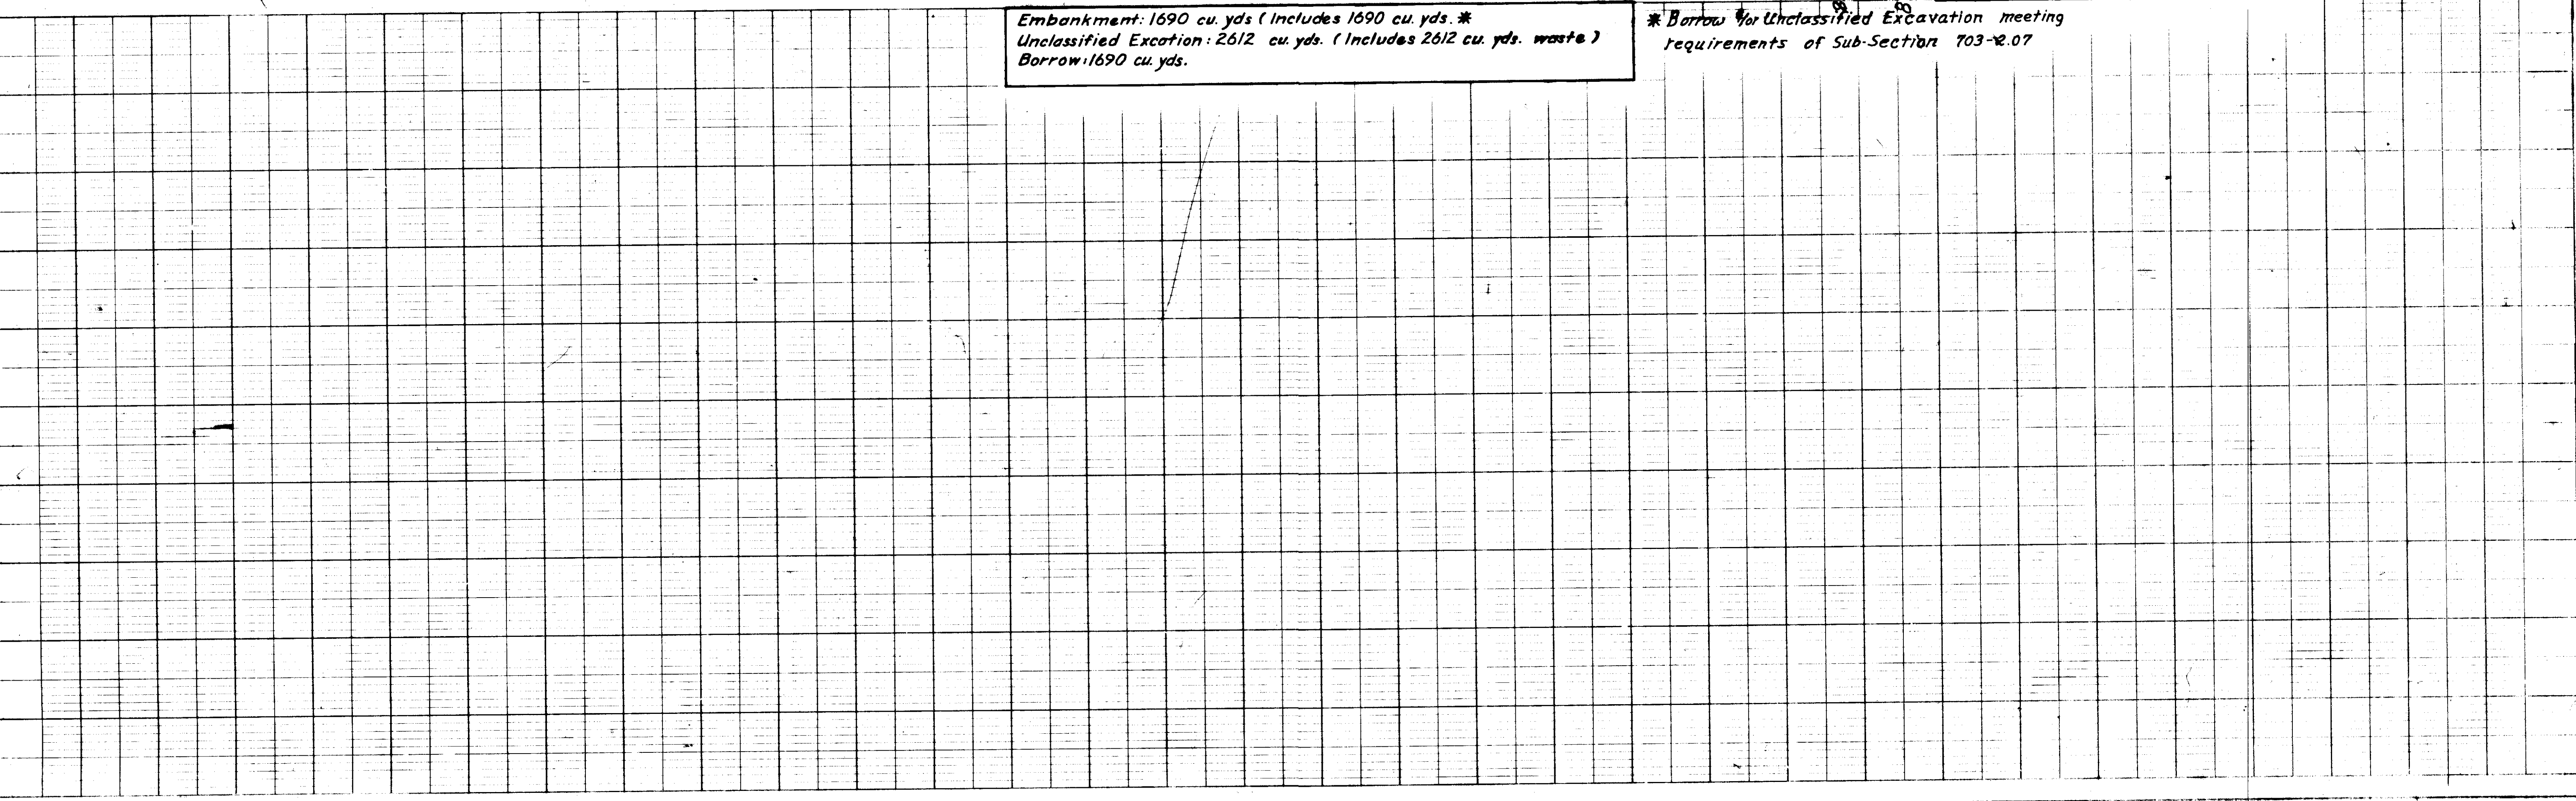 Embankment: 1690 cu. yds ( Includes 1690 cu. yds. *
Unclassified Excation: 2612 cu. yds. ( Includes 2612 cu. yds. waste )
Borrow: 1690 cu. yds.
* Borrow &/or Unclassified Excavation meeting
requirements of Sub-Section 703-2.07